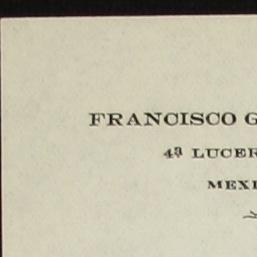 FRANCISCO G
4ª LUCER
MEXI